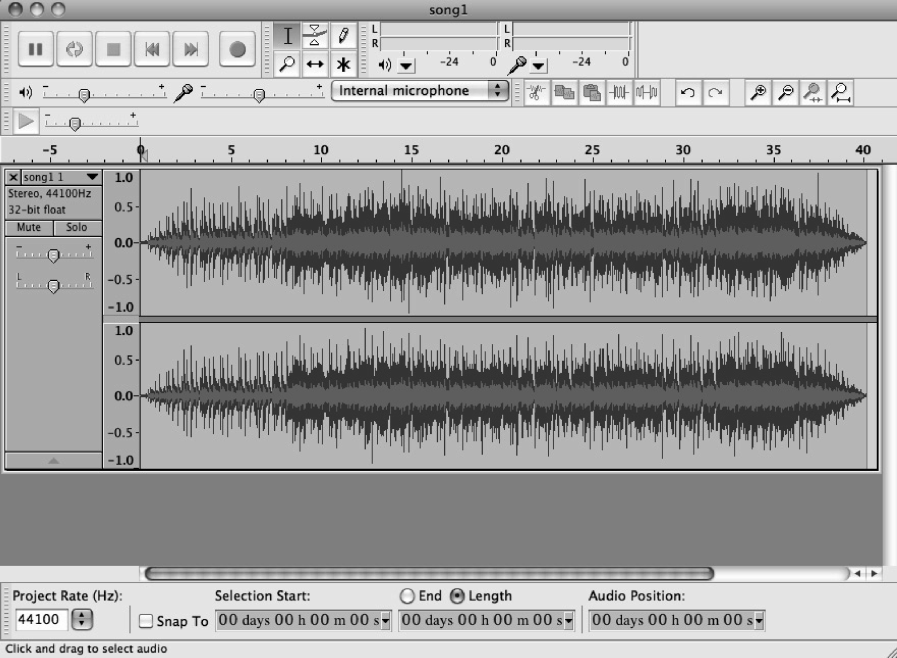 song1
L
R
-24 0
L
R
-24 0
- +
- +
Internal microphone
- +
-5 0 5 10 15 20 25 30 35 40
song1 1
Stereo, 44100Hz
32-bit float
Mute Solo
- +
L R
1.0
0.5-
0.0-
-0.5-
-1.0
1.0
0.5-
0.0-
-0.5-
-1.0
Project Rate (Hz): Selection Start: End Length Audio Position:
44100 Snap To 00 days 00 h 00 m 00 s 00 days 00 h 00 m 00 s 00 days 00 h 00 m 00 s
Click and drag to select audio